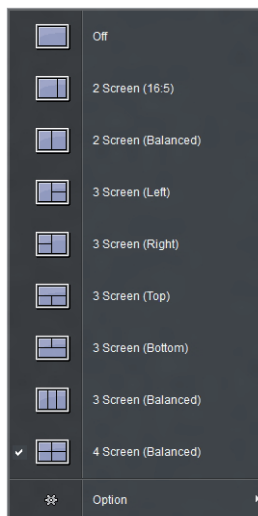 Off
2 Screen (16:5)
2 Screen (Balanced)
3 Screen (Left)
3 Screen (Right)
3 Screen (Top)
3 Screen (Bottom)
3 Screen (Balanced)
4 Screen (Balanced)
Option